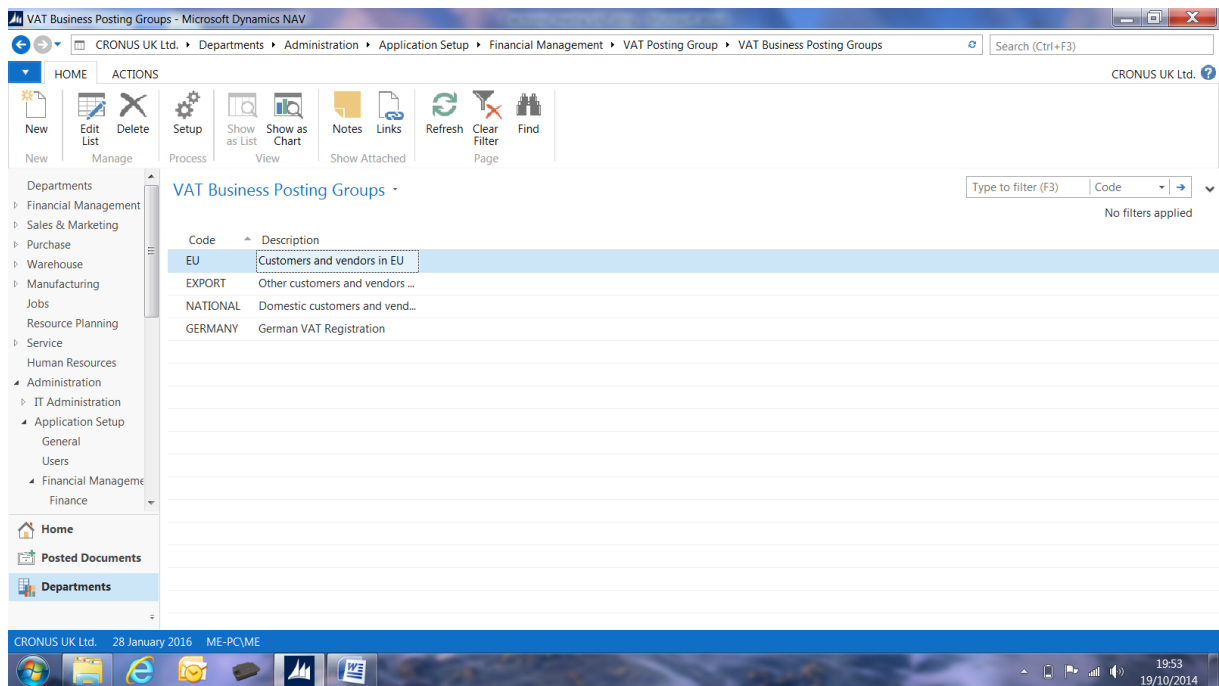 VAT Business Posting Groups - Microsoft Dynamics NAV
CRONUS UK Ltd. Departments Administration Application Setup Financial Management VAT Posting Group VAT Business Posting Groups
Search (Ctrl+F3)
HOME ACTIONS
CRONUS UK Ltd.
New Edit List Delete Setup Show as List Show as Chart Notes Links Refresh Clear Filter Find
New Manage Process View Show Attached Page
Departments
Financial Management
Sales & Marketing
Purchase
Warehouse
Manufacturing
Jobs
Resource Planning
Service
Human Resources
Administration
IT Administration
Application Setup
General
Users
Financial Manageme
Finance
Home
Posted Documents
Departments
VAT Business Posting Groups
Type to filter (F3) Code
No filters applied
Code Description
EU Customers and vendors in EU
EXPORT Other customers and vendors ...
NATIONAL Domestic customers and vend...
GERMANY German VAT Registration
CRONUS UK Ltd. 28 January 2016 ME-PC\ME
19:53
19/10/2014